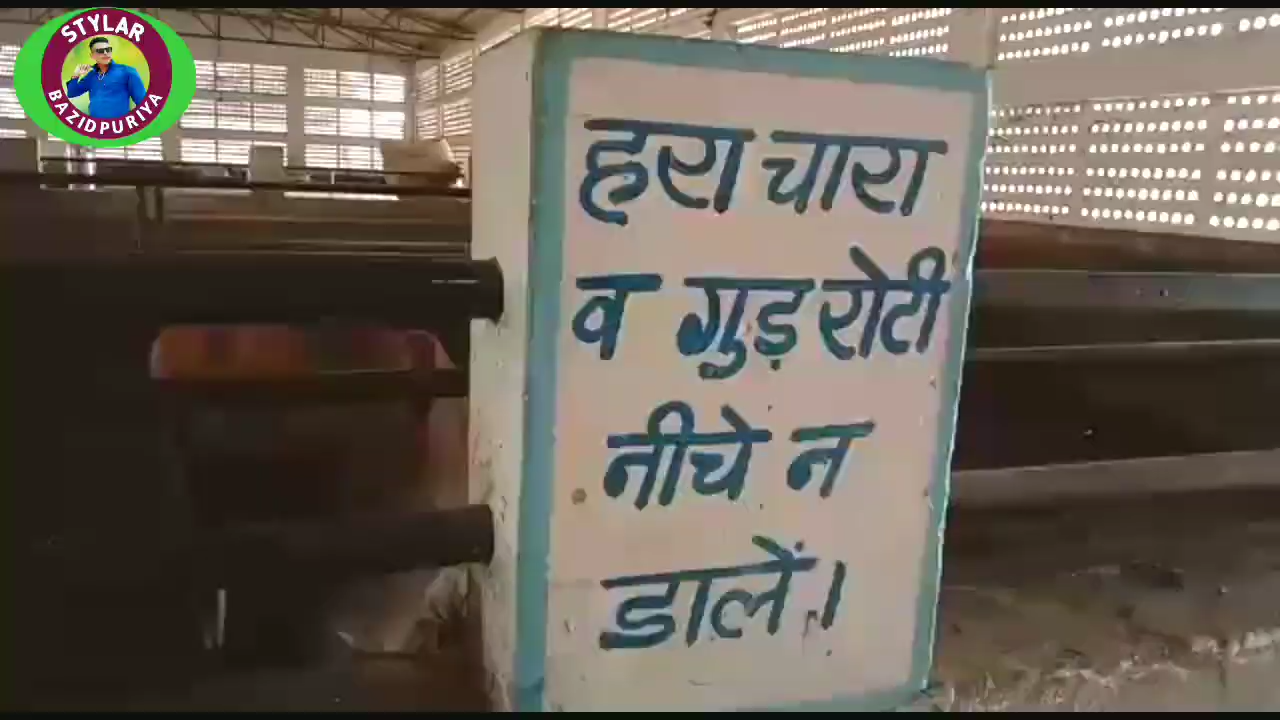 STYLAR
BAZIDPURIYA
हरा चारा
व गुड़ रोटी
नीचे न
डालें।